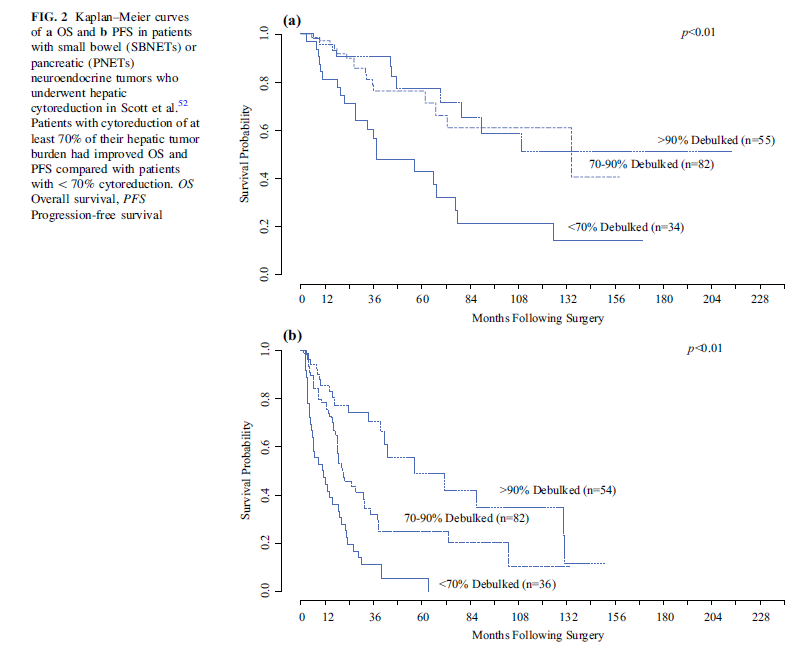 FIG. 2 Kaplan–Meier curves
of a OS and b PFS in patients
with small bowel (SBNETs) or
pancreatic (PNETs)
neuroendocrine tumors who
underwent hepatic
cytoreduction in Scott et al.52
Patients with cytoreduction of at
least 70% of their hepatic tumor
burden had improved OS and
PFS compared with patients
with < 70% cytoreduction. OS
Overall survival, PFS
Progression-free survival
(a)
p<0.01
Survival Probability
1.0
0.8
0.6
0.4
0.2
0.0
>90% Debulked (n=55)
70-90% Debulked (n=82)
<70% Debulked (n=34)
0 12 36 60 84 108 132 156 180 204 228
Months Following Surgery
(b)
p<0.01
Survival Probability
1.0
0.8
0.6
0.4
0.2
0.0
>90% Debulked (n=54)
70-90% Debulked (n=82)
<70% Debulked (n=36)
0 12 36 60 84 108 132 156 180 204 228
Months Following Surgery